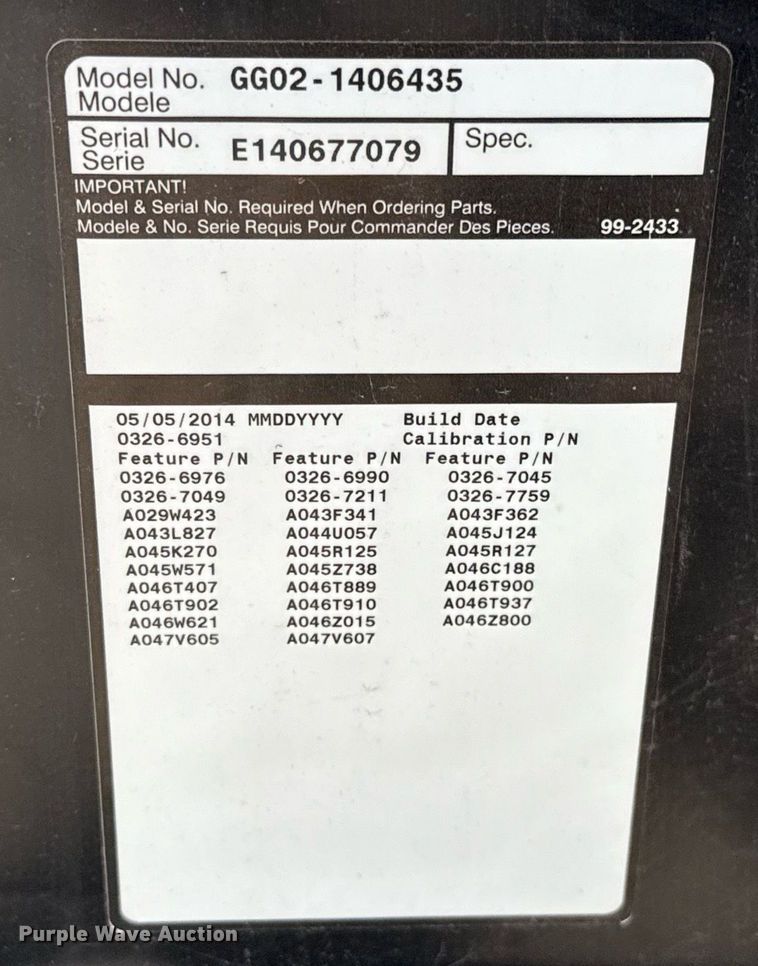 Model No. GG02-1406435
Modele
Serial No. E140677079 Spec.
Serie
IMPORTANT!
Model & Serial No. Required When Ordering Parts.
Modele & No. Serie Requis Pour Commander Des Pieces. 99-2433
05/05/2014 MMDDYYYY Build Date
0326-6951 Calibration P/N
Feature P/N Feature P/N Feature P/N
0326-6976 0326-6990 0326-7045
0326-7049 0326-7211 0326-7759
A029W423 A043F341 A043F362
A043L827 A044U057 A045J124
A045K270 A045R125 A045R127
A045W571 A045Z738 A046C188
A046T407 A046T889 A046T900
A046T902 A046T910 A046T937
A046W621 A046Z015 A046Z800
A047V605 A047V607
Purple Wave Auction